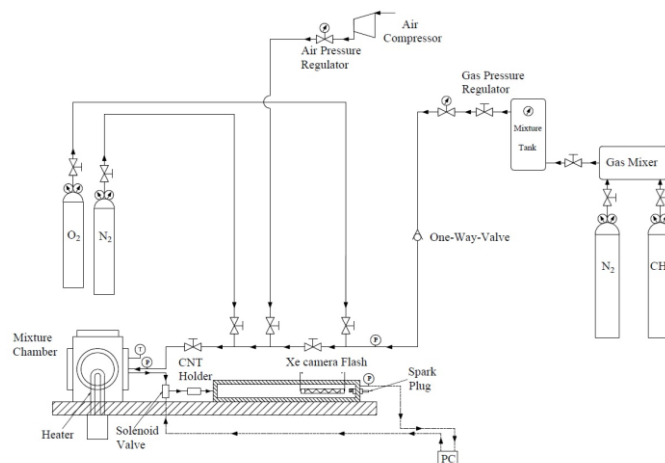 Air
Compressor
Air Pressure
Regulator
Gas Pressure
Regulator
Mixture
Tank
Gas Mixer
O2
N2
One-Way-Valve
N2
CH
Mixture
Chamber
T
P
P
CNT
Holder
Xe camera Flash
P
Spark
Plug
Heater
Solenoid
Valve
PC